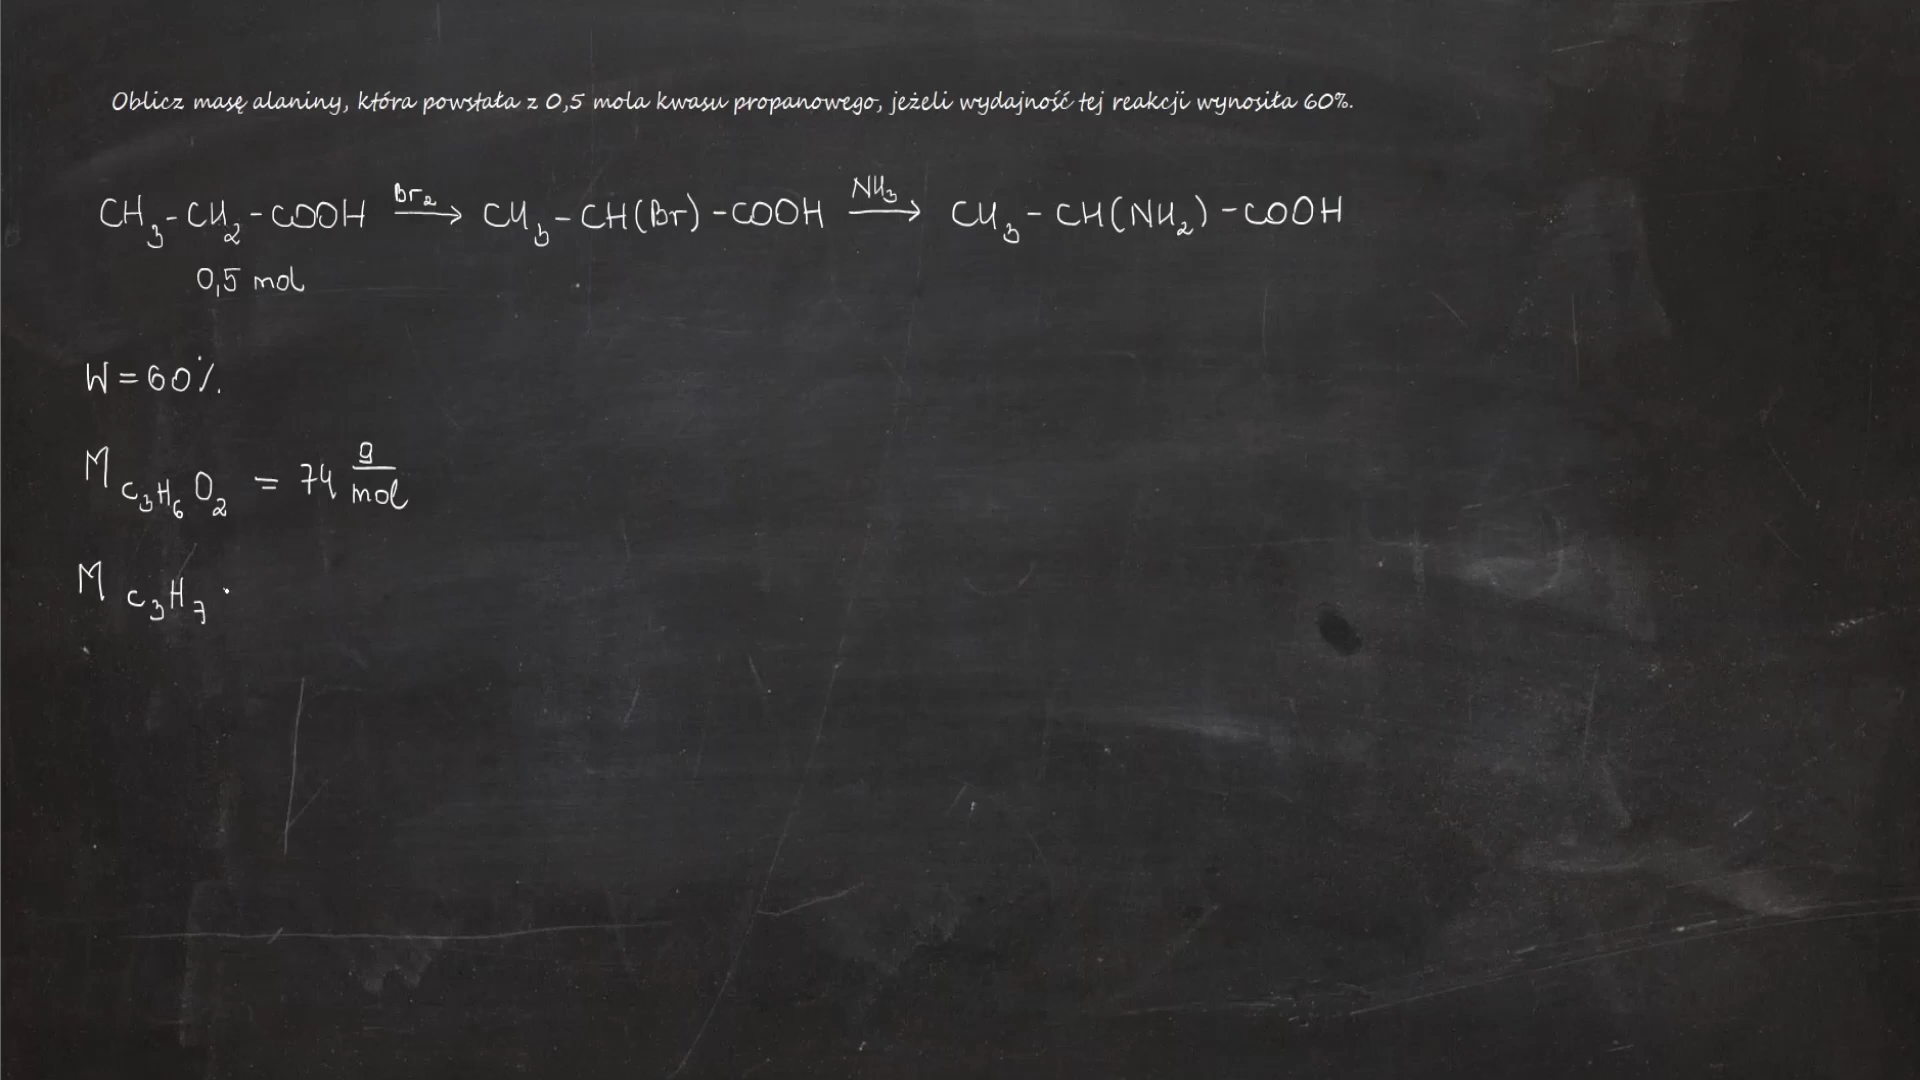 Oblicz masę alaniny, która powstała z 0,5 mola kwasu propanowego, jeżeli wydajność tej reakcji wynosiła 60%.
CH₃-CH₂-COOH →(Br₂) CH₃-CH(Br)-COOH →(NH₃) CH₃-CH(NH₂)-COOH
0,5 mol
W=60%.
M C₃H₆O₂ = 74 g/mol
M C₃H₇